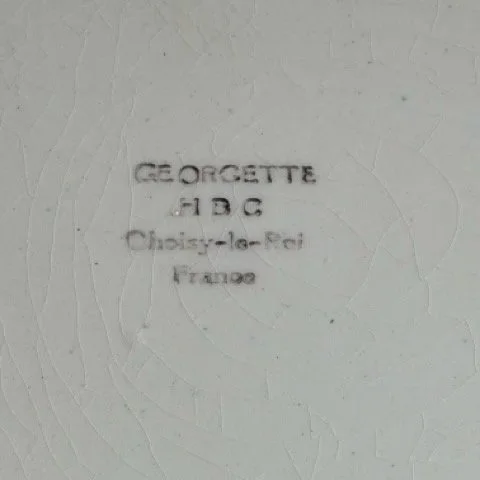 GEORGETTE
H B C
Choisy-le-Roi
France